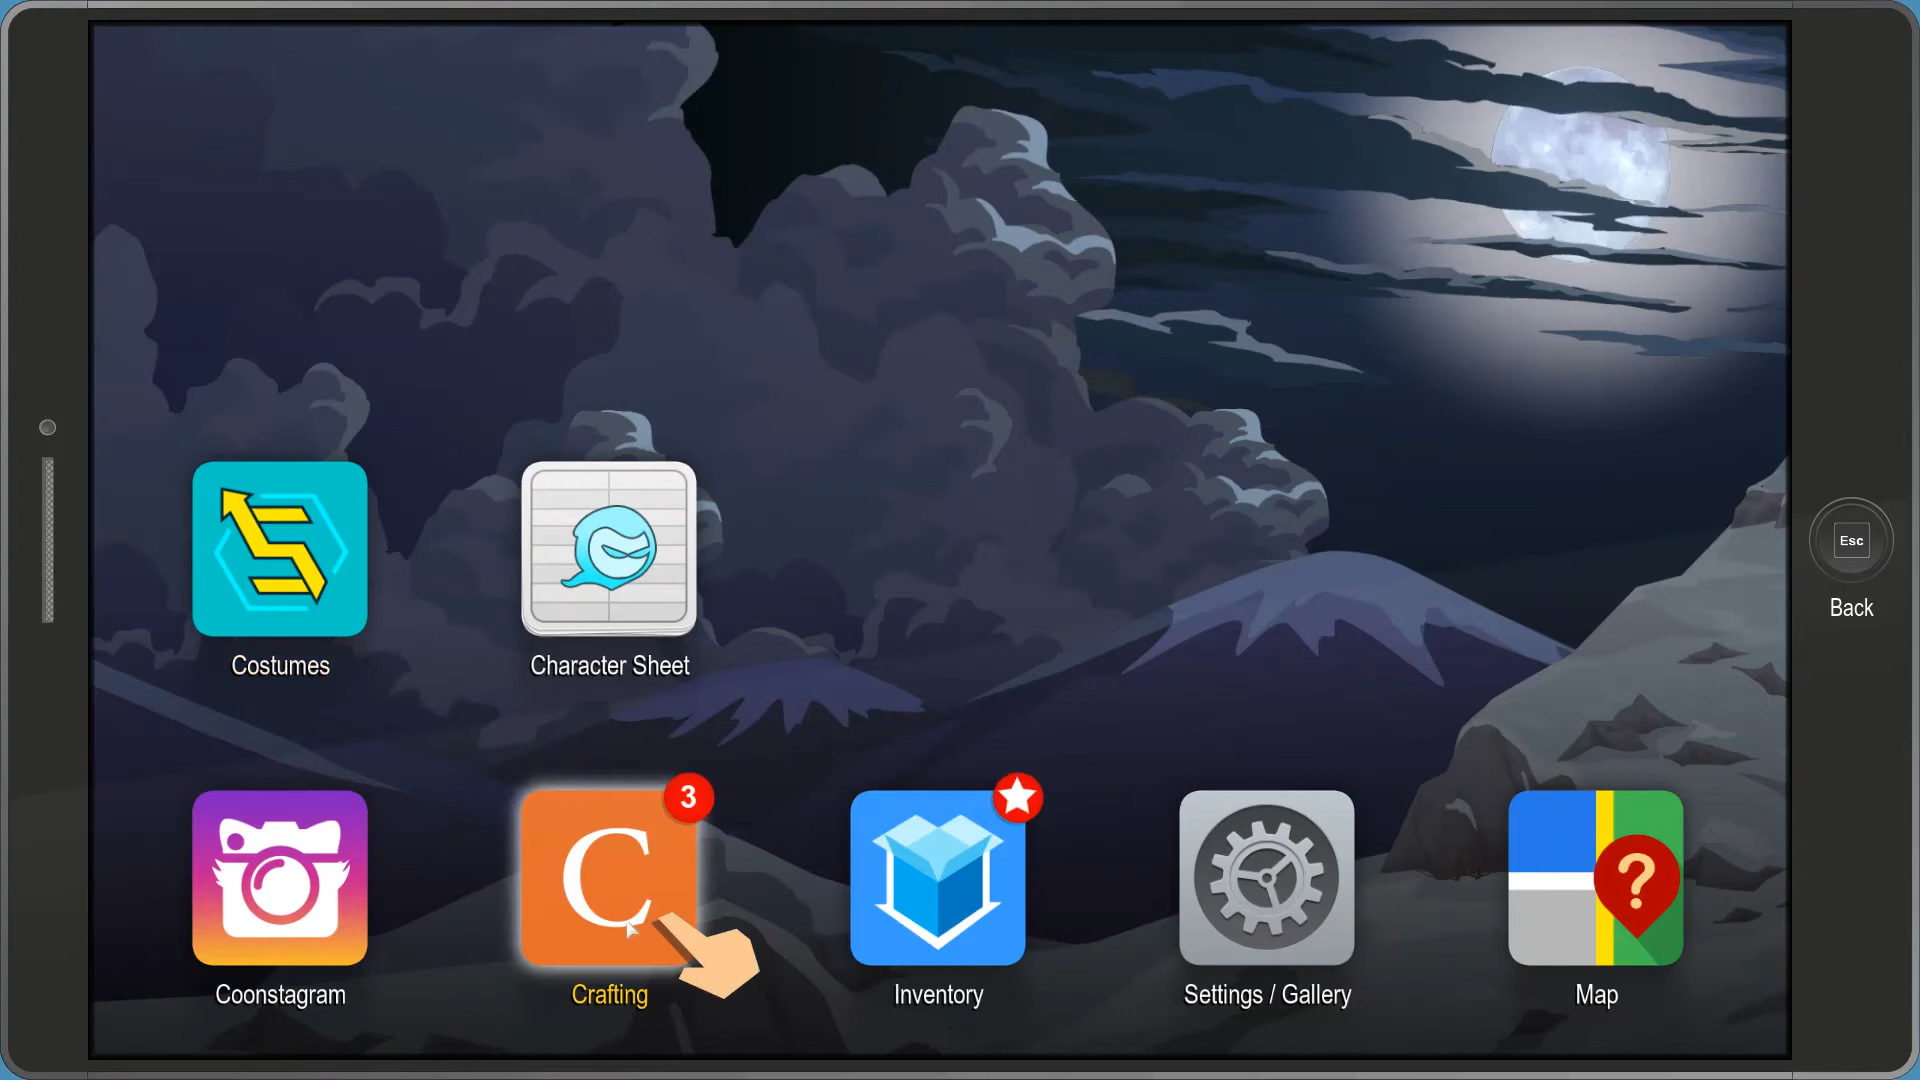 Costumes
Character Sheet
Esc
Back
3
C
?
Coonstagram
Crafting
Inventory
Settings / Gallery
Map